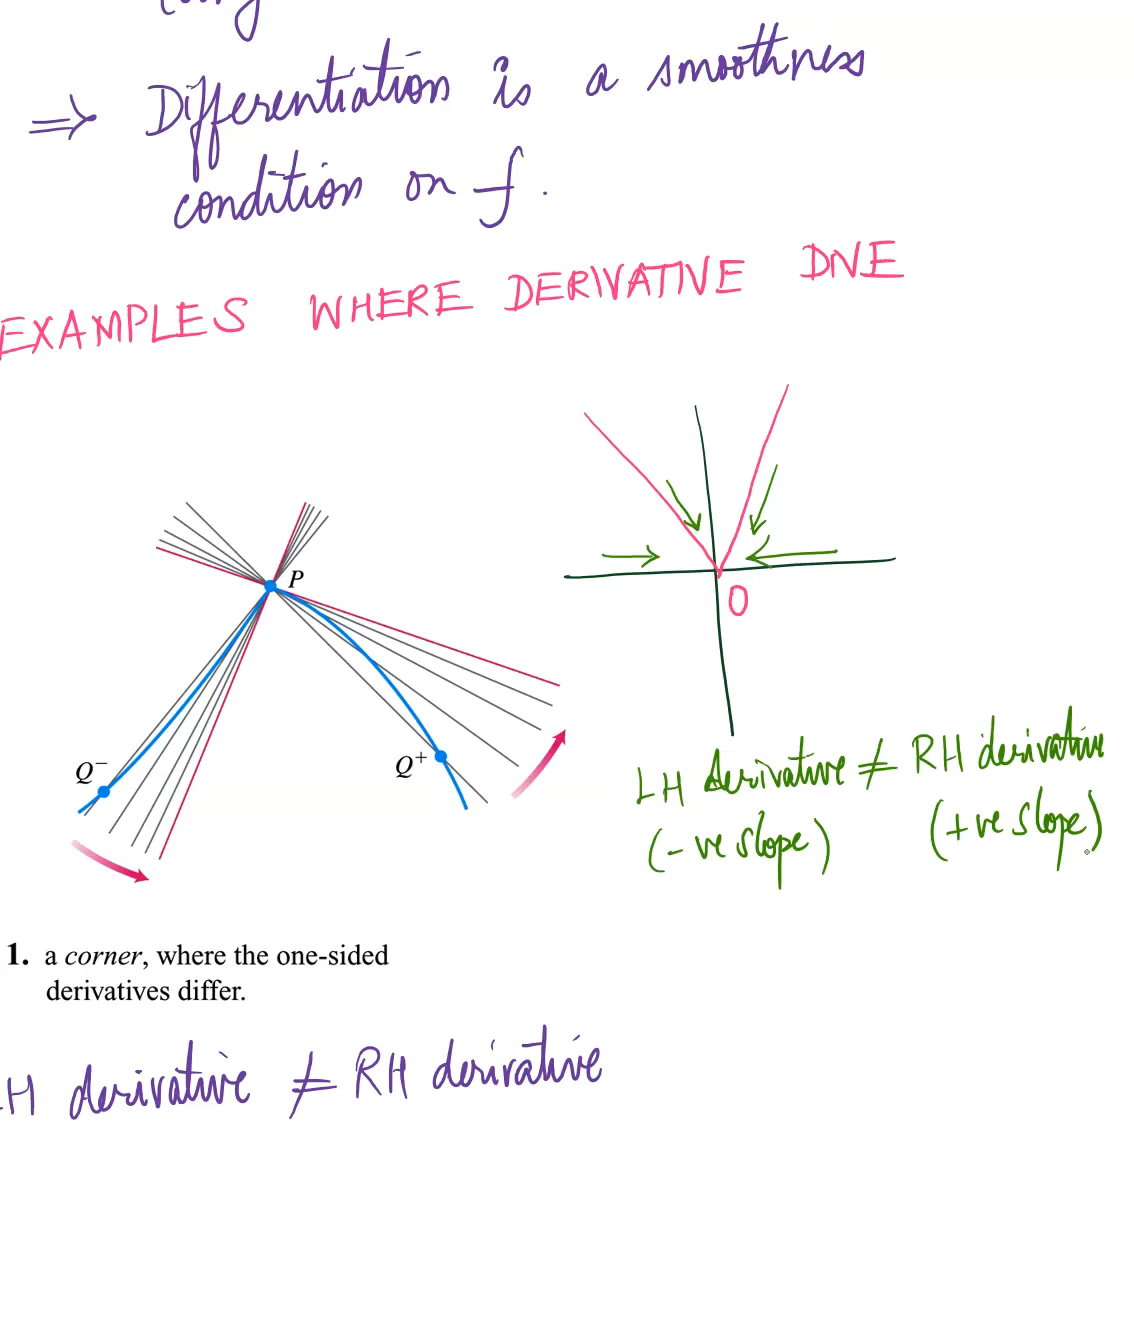 ⇒ Differentiation is a smoothness
condition on f.
EXAMPLES WHERE DERIVATIVE DNE
P
O
Q⁻
Q⁺
LH derivative ≠ RH derivative
(-ve slope) (+ve slope)
1. a corner, where the one-sided
derivatives differ.
H derivative ≠ RH derivative